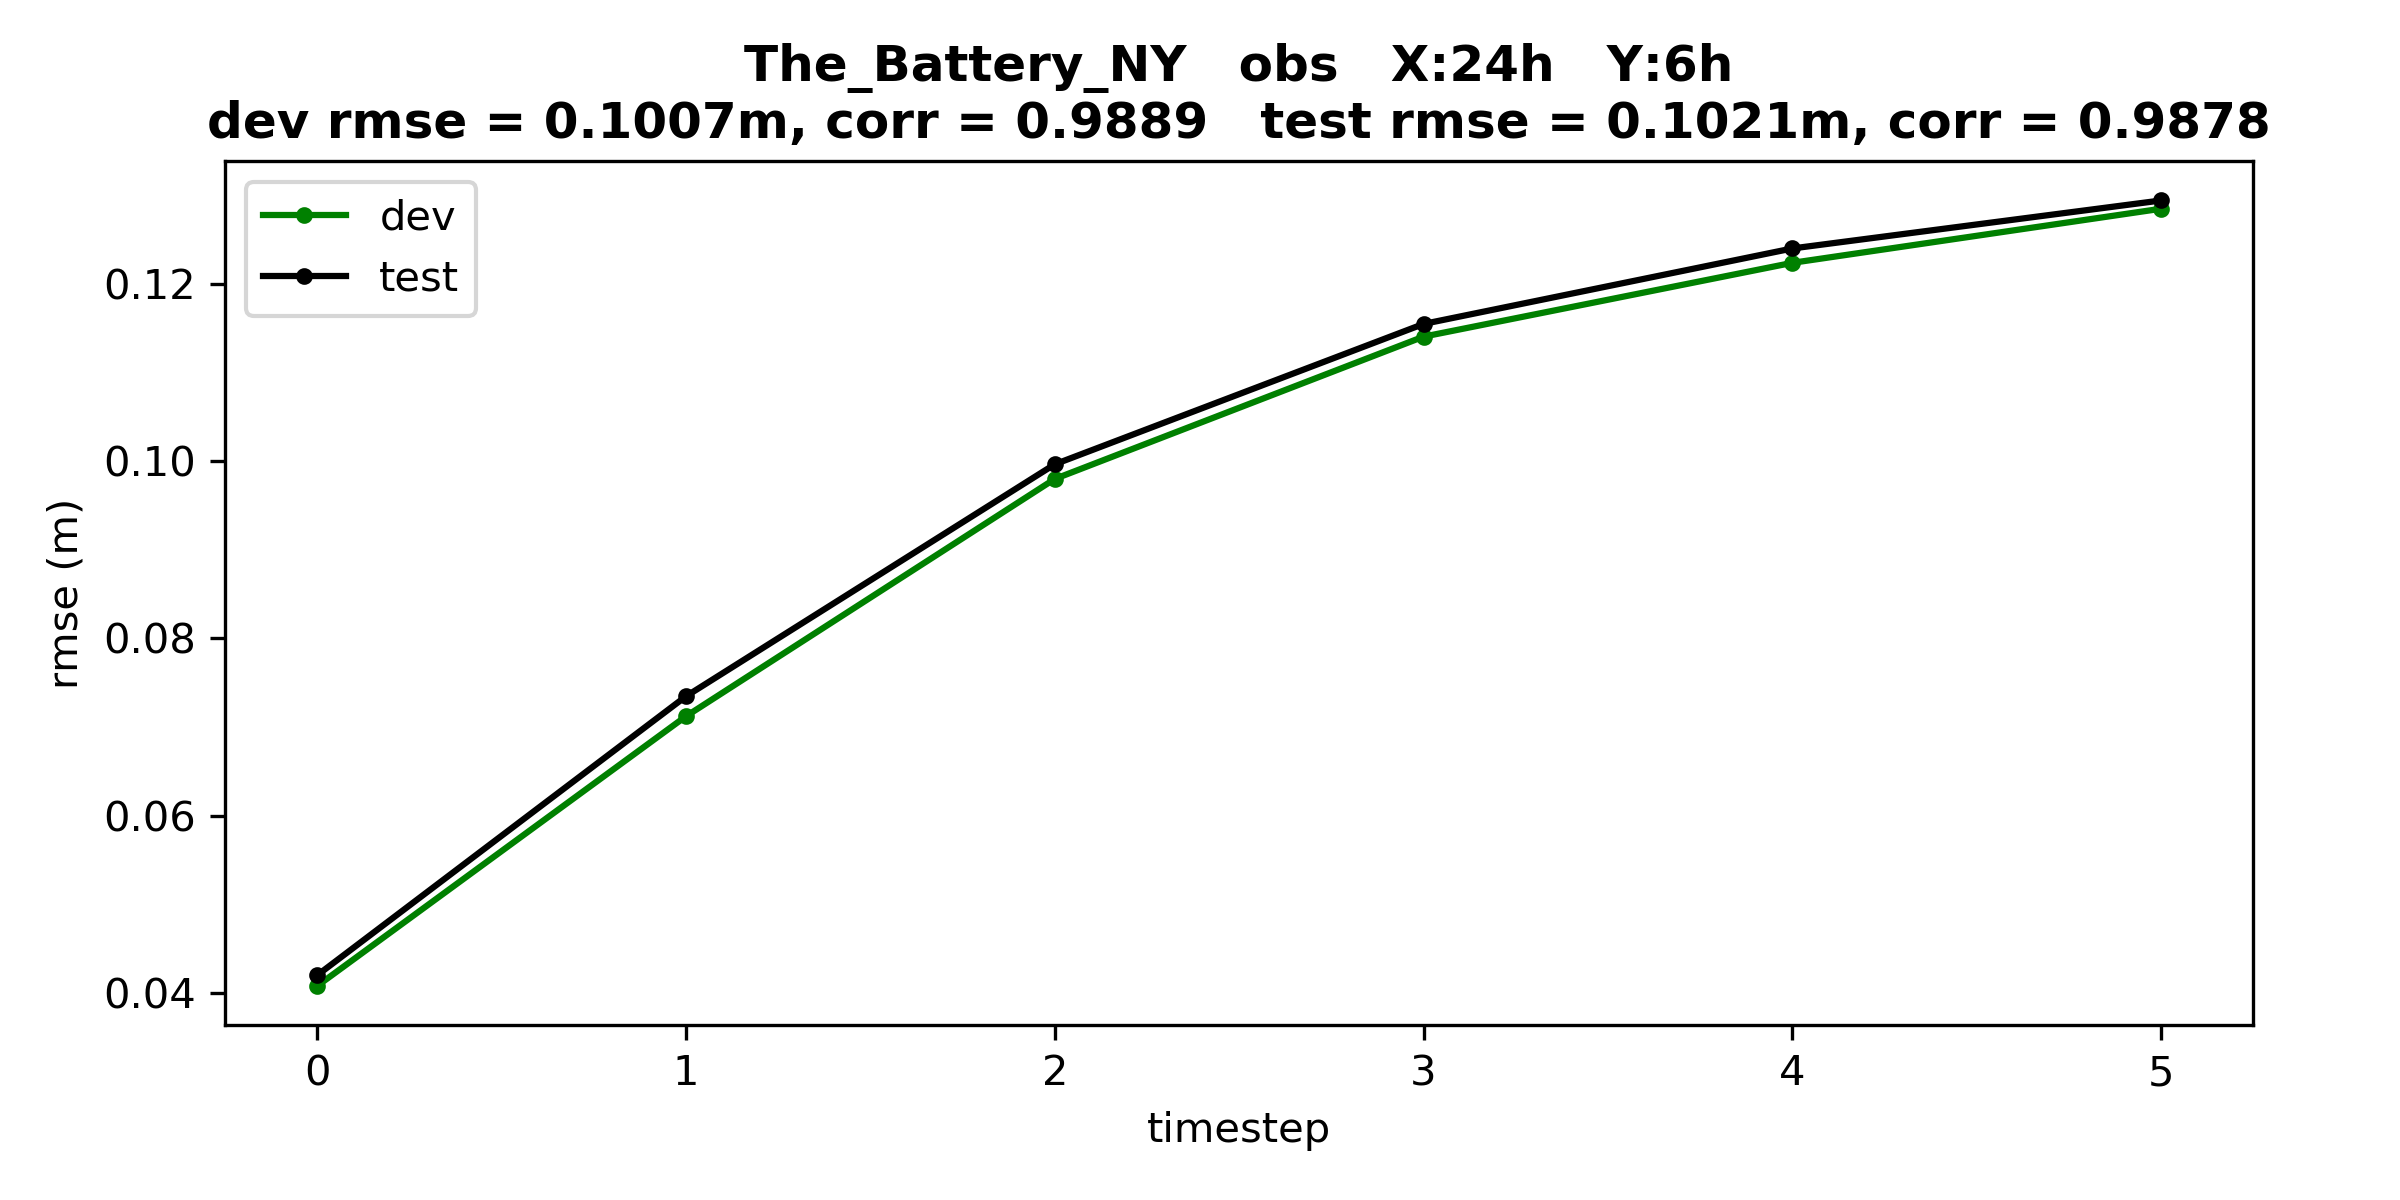 The_Battery_NY   obs   X:24h   Y:6h
dev rmse = 0.1007m, corr = 0.9889   test rmse = 0.1021m, corr = 0.9878
dev
test
0.12
0.10
0.08
0.06
0.04
rmse (m)
0 1 2 3 4 5
timestep